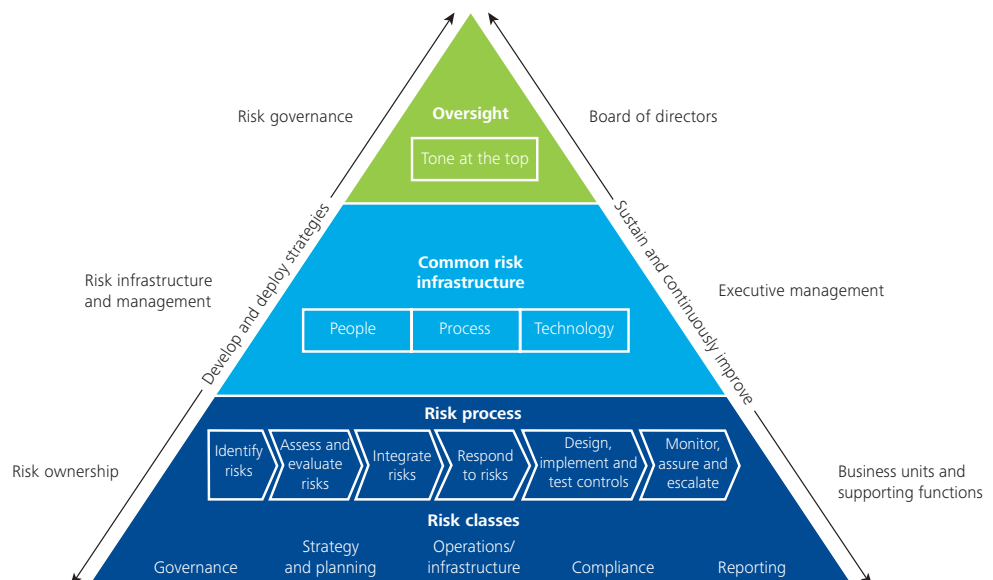 Risk governance
Oversight
Board of directors
Tone at the top
Develop and deploy strategies
Sustain and continuously improve
Risk infrastructure
and management
Common risk
infrastructure
Executive management
People
Process
Technology
Risk process
Risk ownership
Identify
risks
Assess and
evaluate
risks
Integrate
risks
Respond
to risks
Design,
implement and
test controls
Monitor,
assure and
escalate
Business units and
supporting functions
Risk classes
Governance
Strategy
and planning
Operations/
infrastructure
Compliance
Reporting